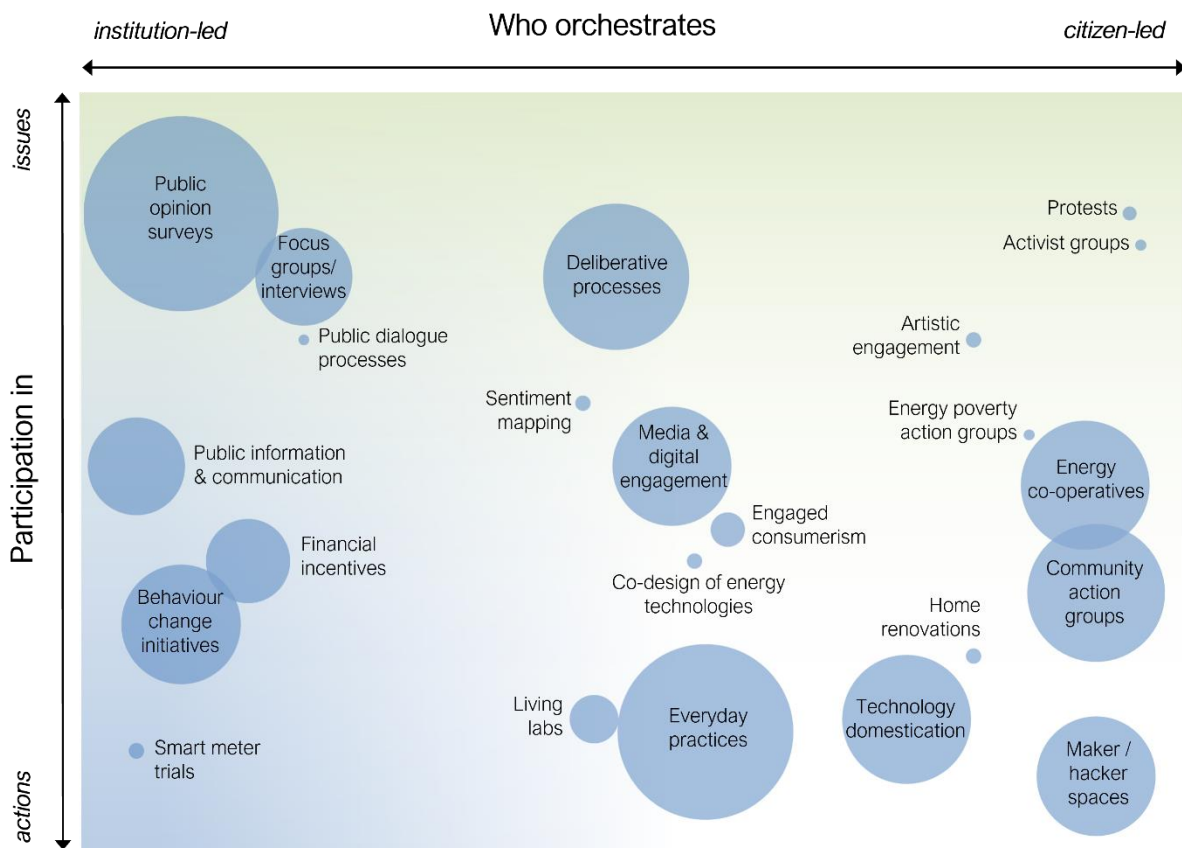 institution-led
Who orchestrates
citizen-led
issues
Participation in
actions
Public
opinion
surveys
Focus
groups/
interviews
Public dialogue
processes
Deliberative
processes
Protests
Activist groups
Artistic
engagement
Sentiment
mapping
Energy poverty
action groups
Public information
& communication
Media &
digital
engagement
Energy
co-operatives
Engaged
consumerism
Financial
incentives
Co-design of energy
technologies
Behaviour
change
initiatives
Community
action
groups
Home
renovations
Living
labs
Everyday
practices
Technology
domestication
Smart meter
trials
Maker /
hacker
spaces